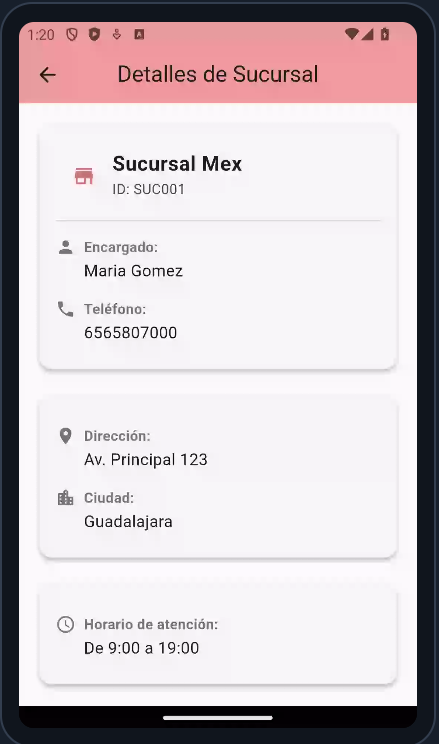 1:20
Detalles de Sucursal
Sucursal Mex
ID: SUC001
Encargado:
Maria Gomez
Teléfono:
6565807000
Dirección:
Av. Principal 123
Ciudad:
Guadalajara
Horario de atención:
De 9:00 a 19:00